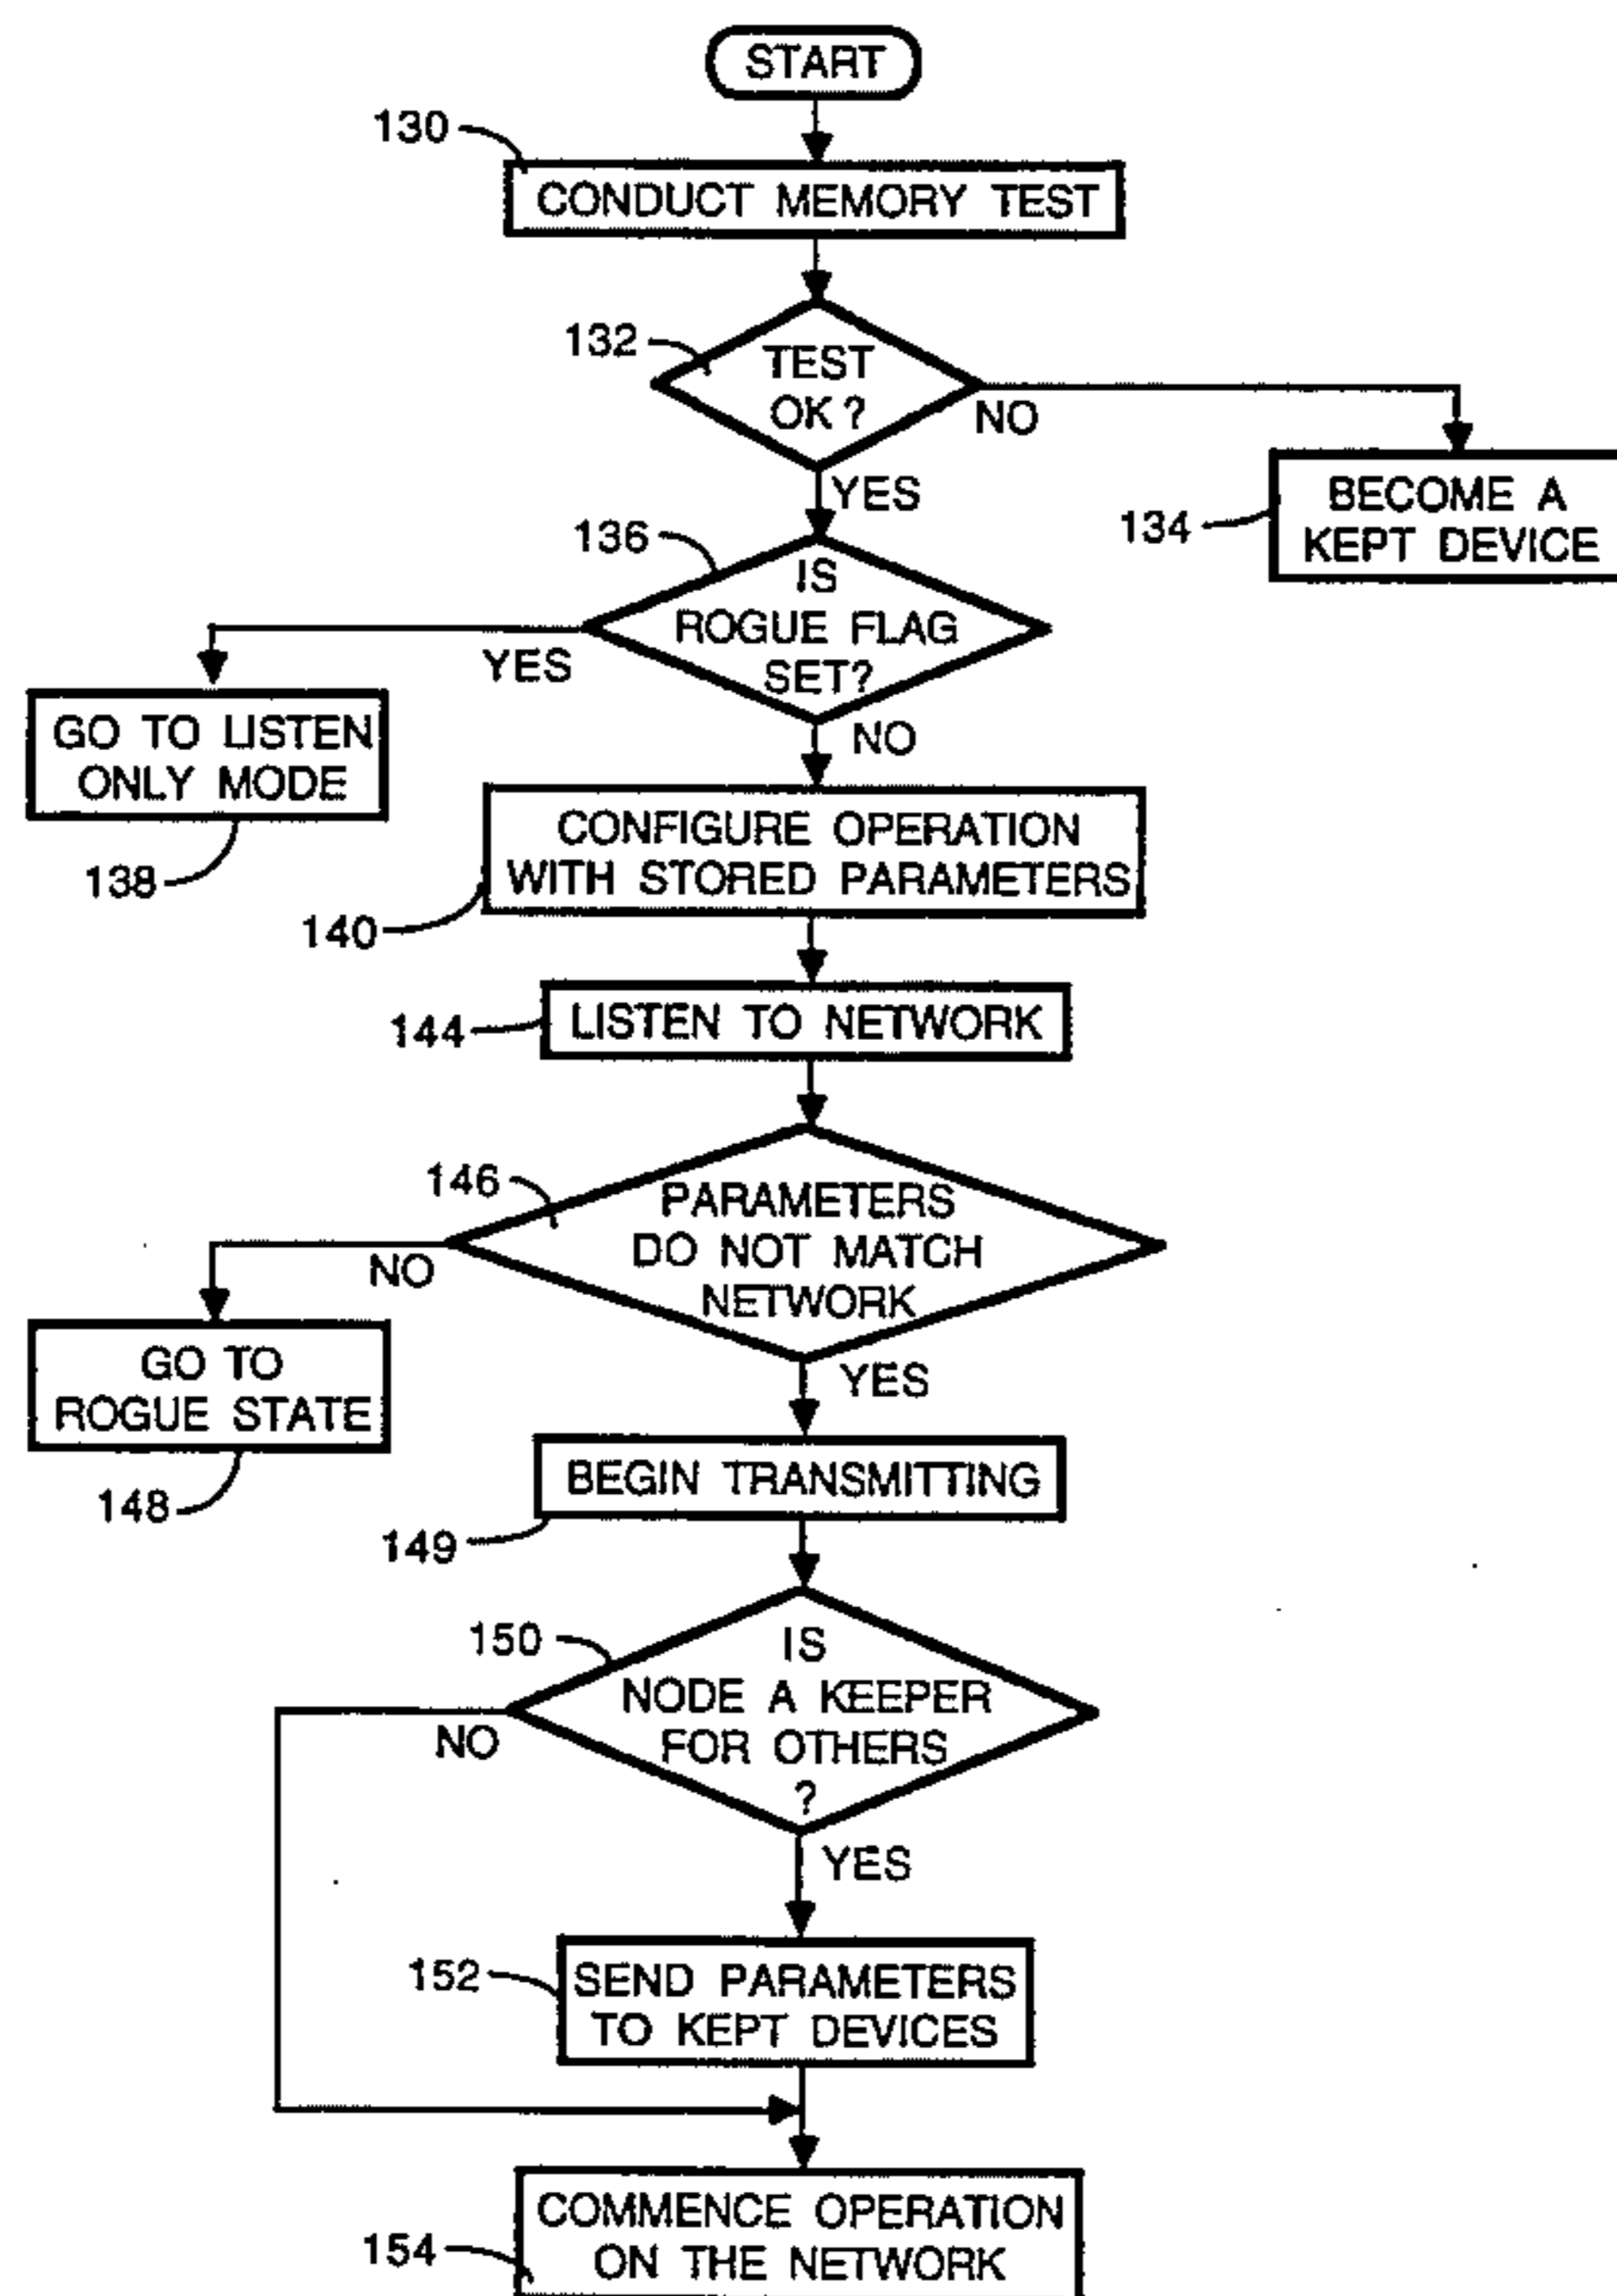 START
130
CONDUCT MEMORY TEST
132
TEST
OK?
NO
YES
134
BECOME A
KEPT DEVICE
136
IS
ROGUE FLAG
SET?
YES
NO
GO TO LISTEN
ONLY MODE
138
CONFIGURE OPERATION
WITH STORED PARAMETERS
140
LISTEN TO NETWORK
144
146
PARAMETERS
DO NOT MATCH
NETWORK
NO
YES
GO TO
ROGUE STATE
148
BEGIN TRANSMITTING
149
150
IS
NODE A KEEPER
FOR OTHERS
?
NO
YES
152
SEND PARAMETERS
TO KEPT DEVICES
COMMENCE OPERATION
ON THE NETWORK
154